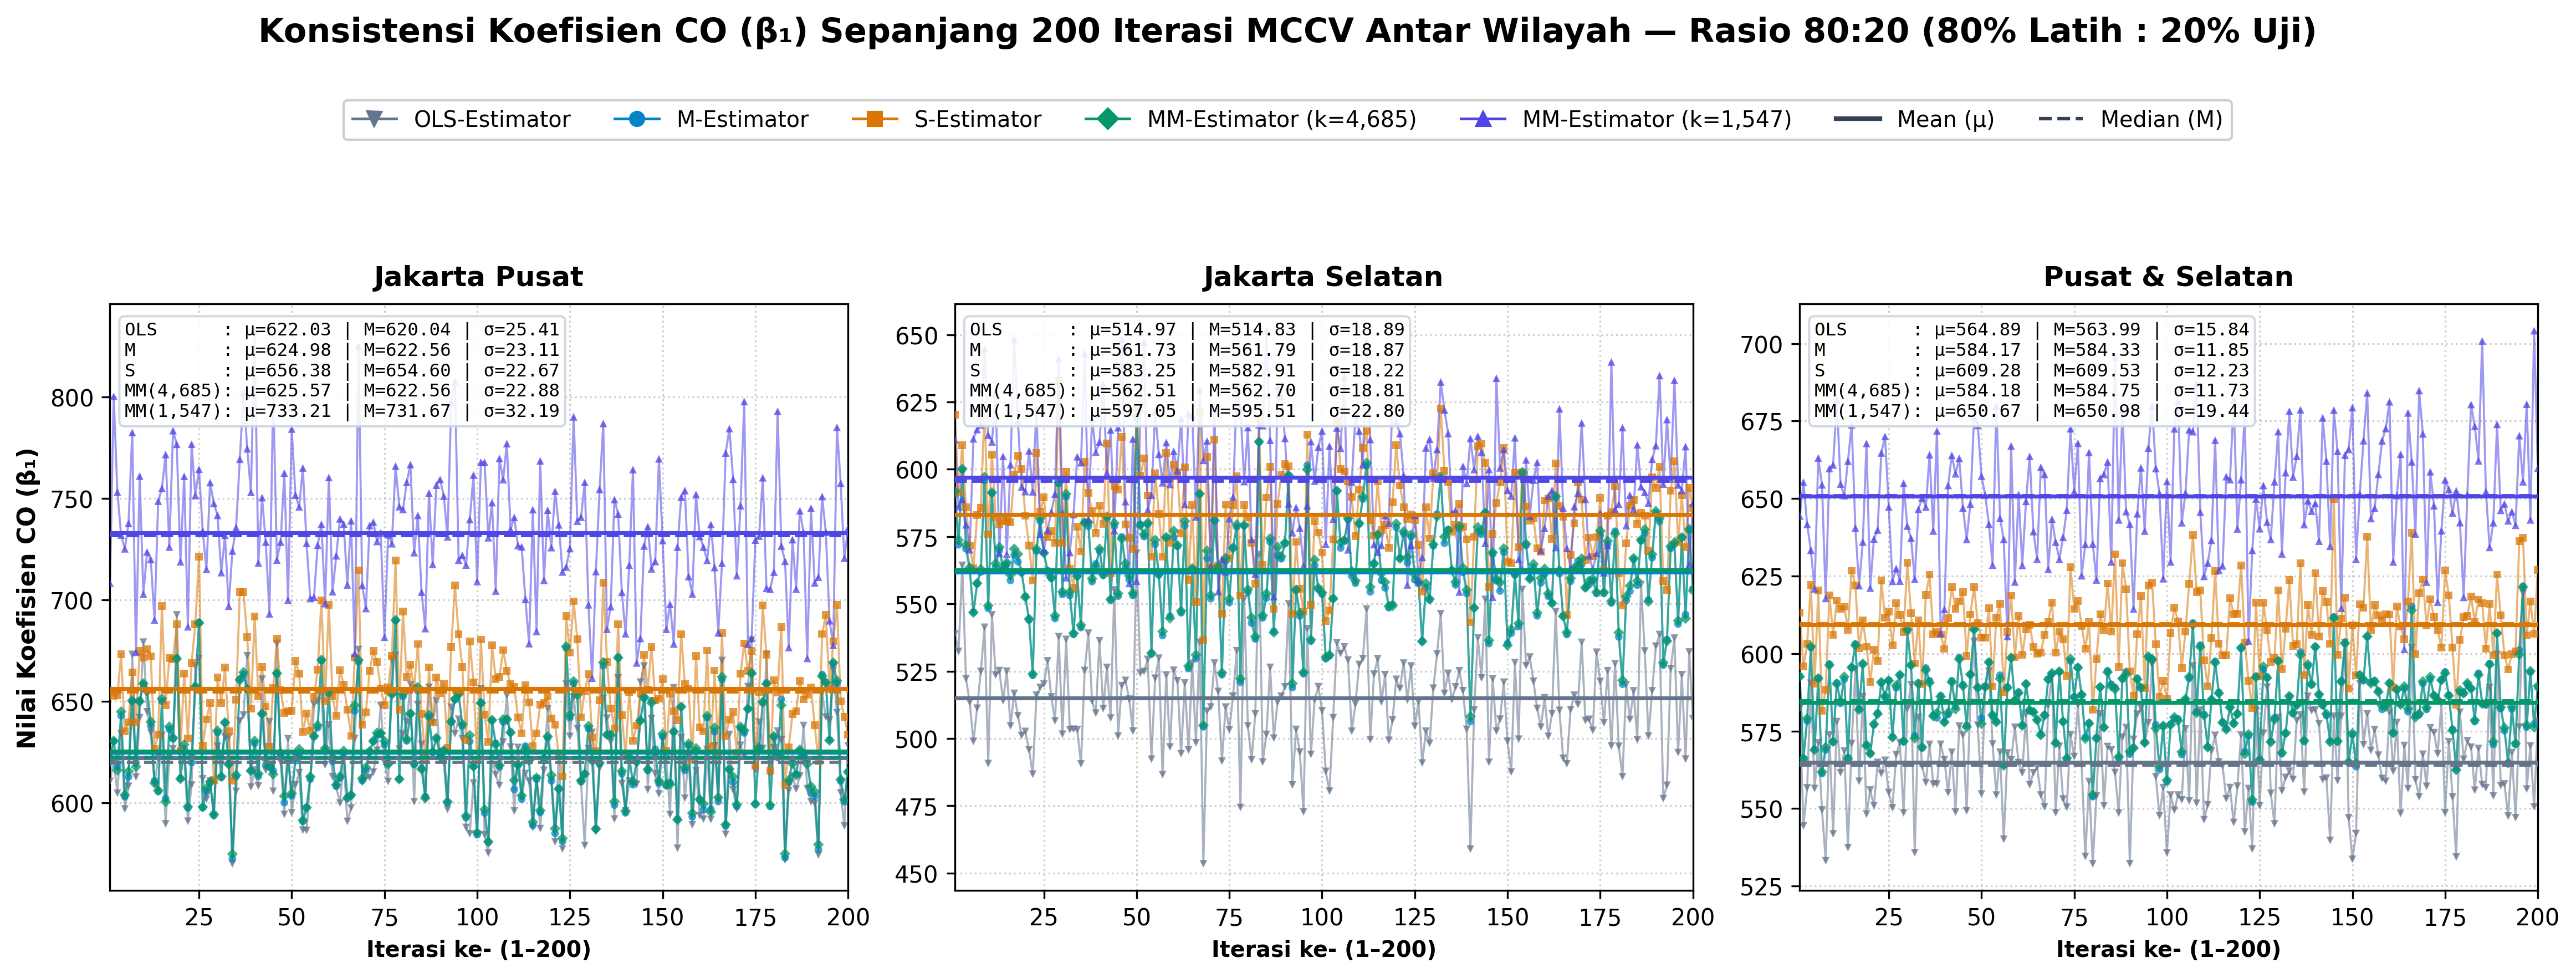 Konsistensi Koefisien CO (β₁) Sepanjang 200 Iterasi MCCV Antar Wilayah — Rasio 80:20 (80% Latih : 20% Uji)
OLS-Estimator M-Estimator S-Estimator MM-Estimator (k=4,685) MM-Estimator (k=1,547) Mean (μ) Median (M)
Jakarta Pusat
OLS : μ=622.03 | M=620.04 | σ=25.41
M : μ=624.98 | M=622.56 | σ=23.11
S : μ=656.38 | M=654.60 | σ=22.67
MM(4,685): μ=625.57 | M=622.56 | σ=22.88
MM(1,547): μ=733.21 | M=731.67 | σ=32.19
Nilai Koefisien CO (β₁)
800
750
700
650
600
25 50 75 100 125 150 175 200
Iterasi ke- (1–200)
Jakarta Selatan
OLS : μ=514.97 | M=514.83 | σ=18.89
M : μ=561.73 | M=561.79 | σ=18.87
S : μ=583.25 | M=582.91 | σ=18.22
MM(4,685): μ=562.51 | M=562.70 | σ=18.81
MM(1,547): μ=597.05 | M=595.51 | σ=22.80
650
625
600
575
550
525
500
475
450
25 50 75 100 125 150 175 200
Iterasi ke- (1–200)
Pusat & Selatan
OLS : μ=564.89 | M=563.99 | σ=15.84
M : μ=584.17 | M=584.33 | σ=11.85
S : μ=609.28 | M=609.53 | σ=12.23
MM(4,685): μ=584.18 | M=584.75 | σ=11.73
MM(1,547): μ=650.67 | M=650.98 | σ=19.44
700
675
650
625
600
575
550
525
25 50 75 100 125 150 175 200
Iterasi ke- (1–200)